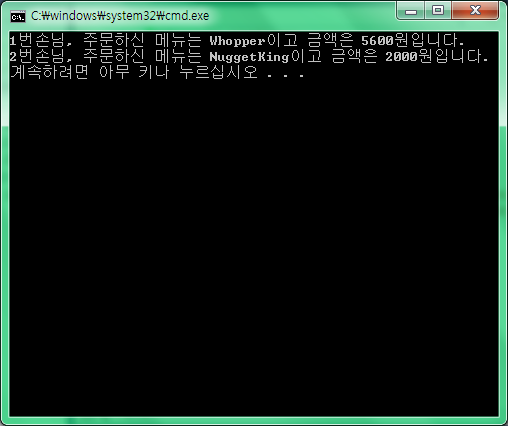 C:\windows\system32\cmd.exe
1번손님, 주문하신 메뉴는 Whopper이고 금액은 5600원입니다.
2번손님, 주문하신 메뉴는 NuggetKing이고 금액은 2000원입니다.
계속하려면 아무 키나 누르십시오 . . .